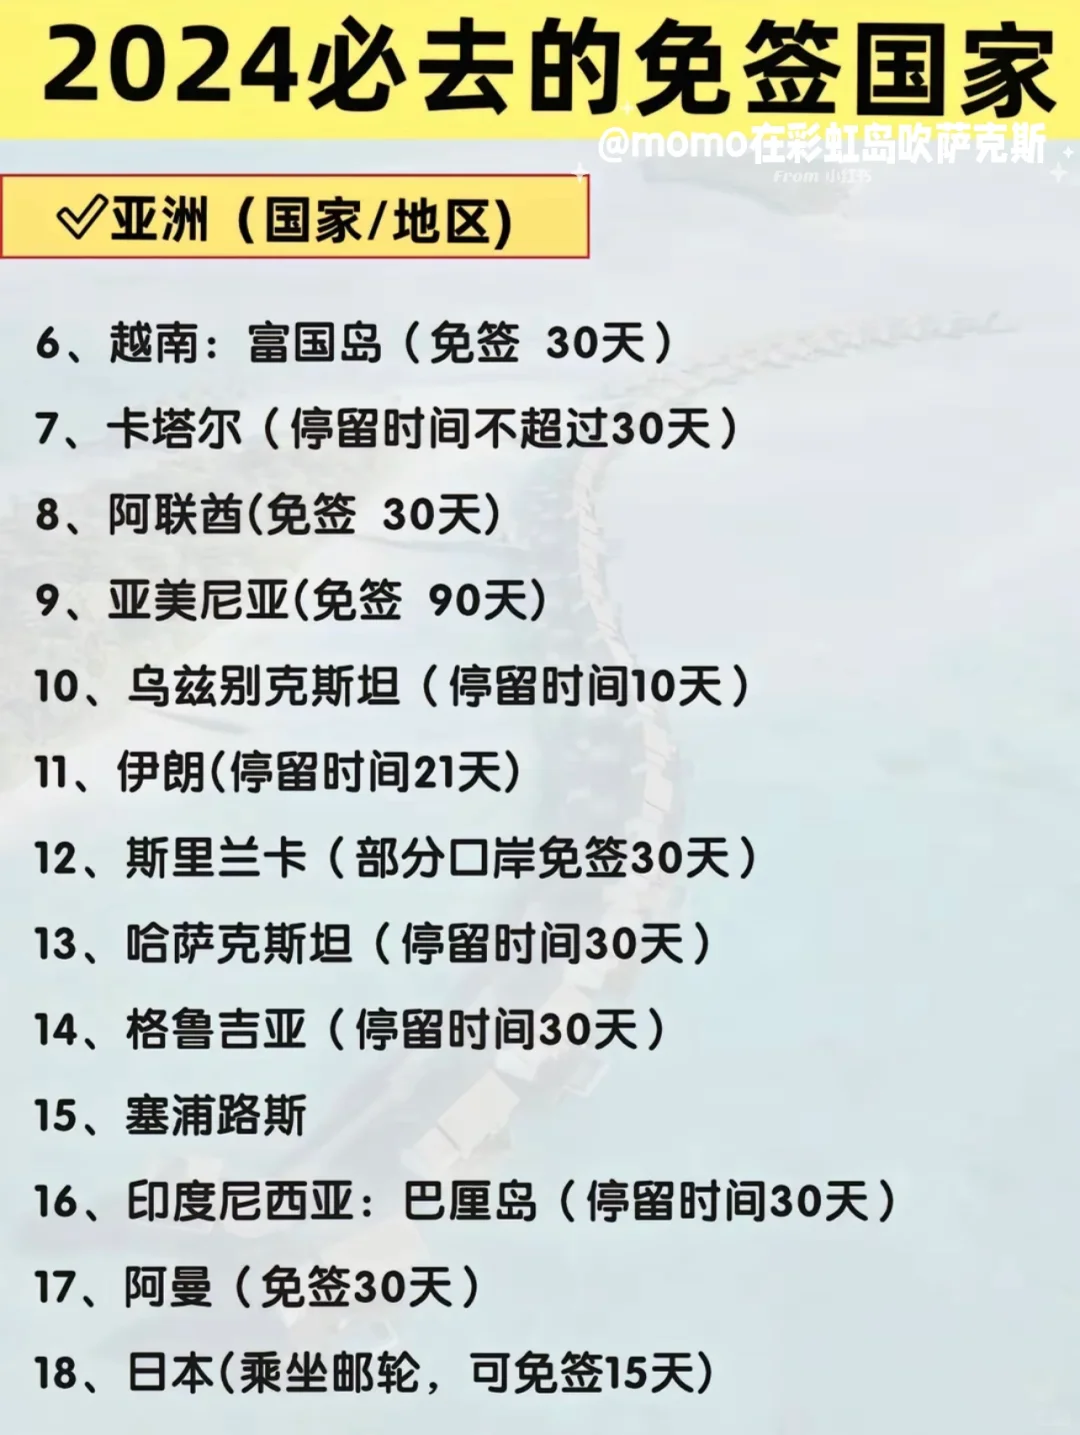 2024必去的免签国家
@momo在彩虹岛吹萨克斯
From 小红书
亚洲（国家/地区)
6、越南：富国岛（免签 30天）
7、卡塔尔（停留时间不超过30天）
8、阿联酋(免签 30天)
9、亚美尼亚(免签 90天)
10、乌兹别克斯坦（停留时间10天）
11、伊朗(停留时间21天)
12、斯里兰卡（部分口岸免签30天）
13、哈萨克斯坦（停留时间30天）
14、格鲁吉亚（停留时间30天）
15、塞浦路斯
16、印度尼西亚：巴厘岛（停留时间30天）
17、阿曼（免签30天）
18、日本(乘坐邮轮，可免签15天)